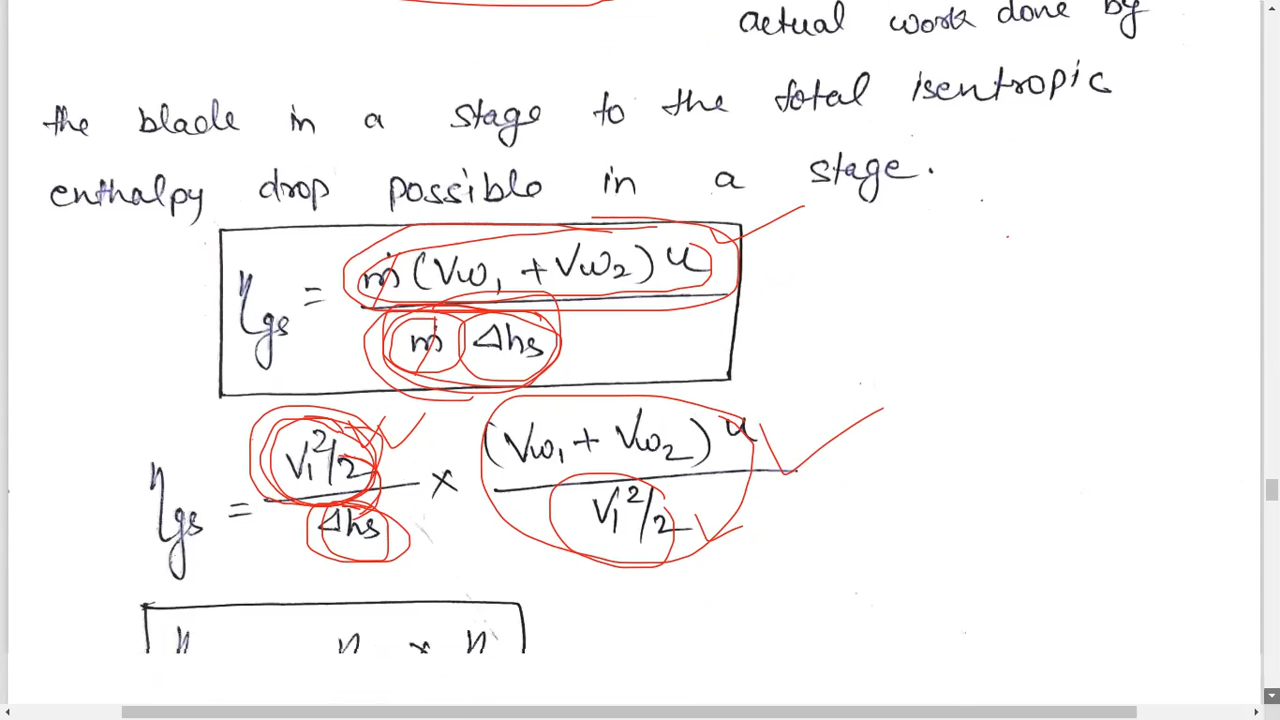 actual work done by
the blade in a stage to the total isentropic
enthalpy drop possible in a stage.
ηgs = ṁ (Vw1 + Vw2) u / ṁ Δhs
ηgs = V1²/2 / Δhs × (Vw1 + Vw2) u / V1²/2